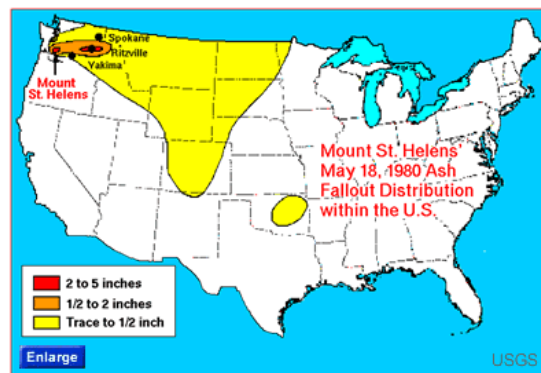 Spokane
Ritzville
Yakima
Mount
St. Helens
Mount St. Helens'
May 18, 1980 Ash
Fallout Distribution
within the U.S.
2 to 5 inches
1/2 to 2 inches
Trace to 1/2 inch
Enlarge
USGS